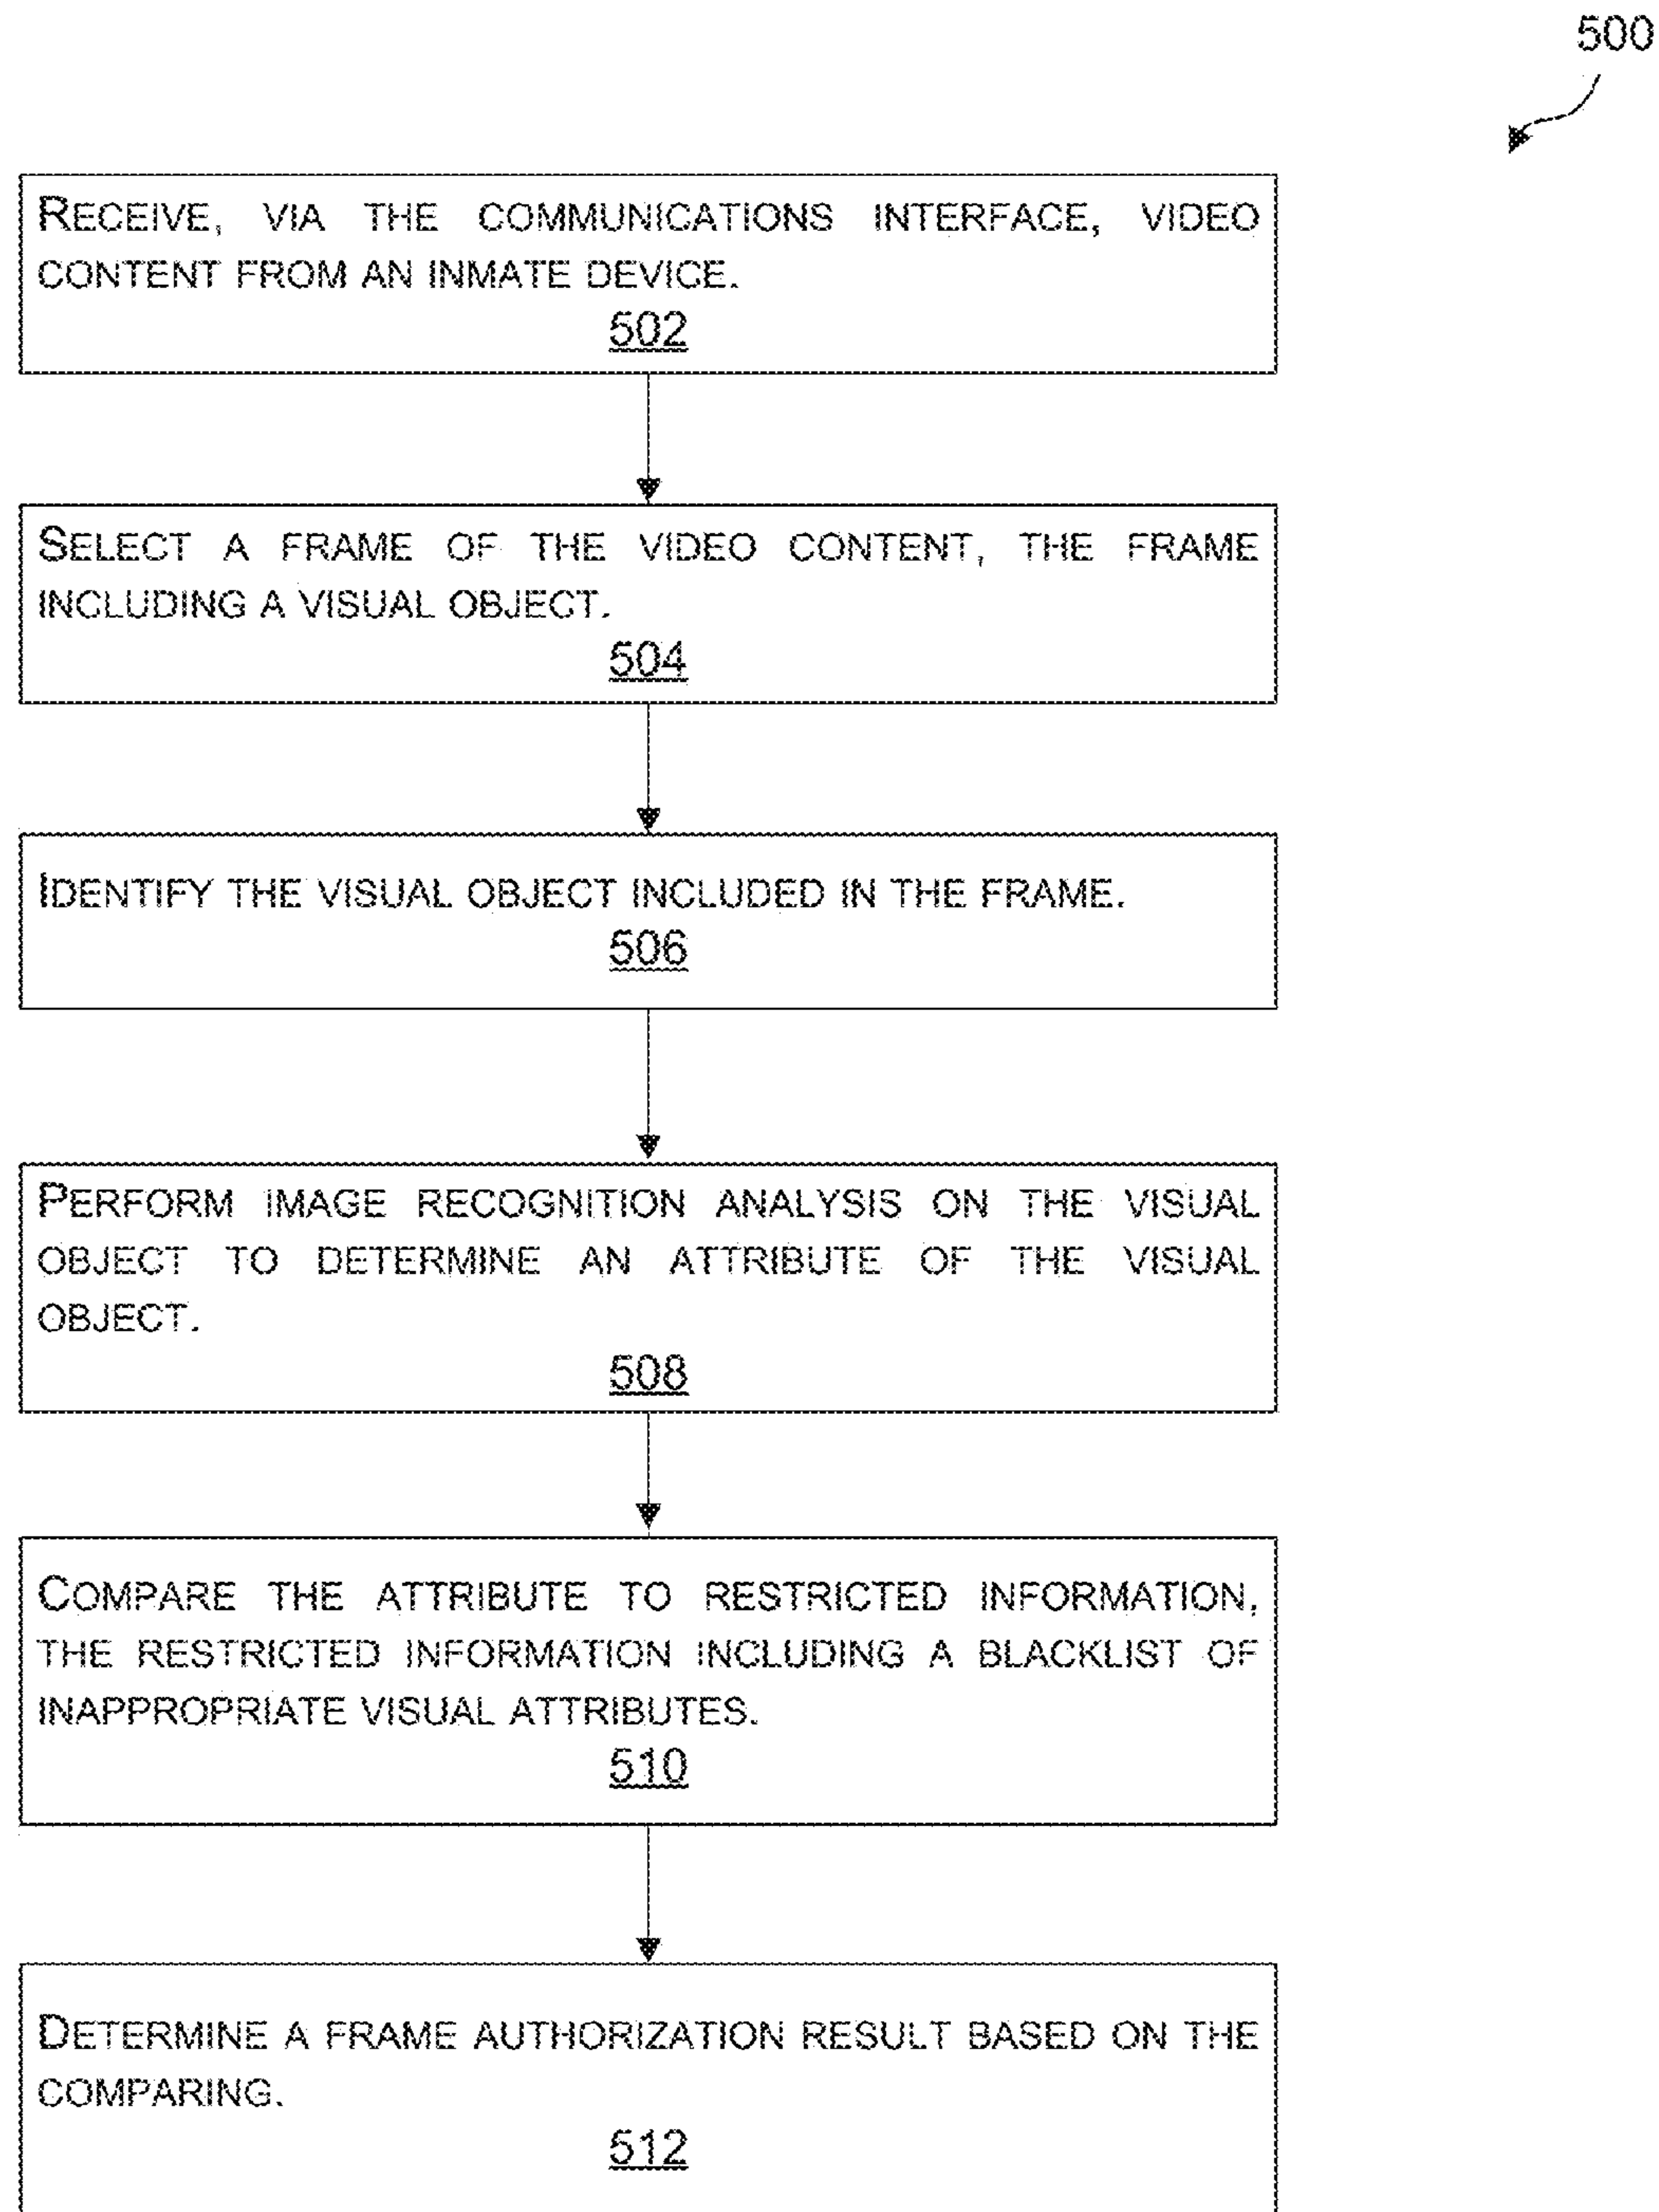 500
RECEIVE, VIA THE COMMUNICATIONS INTERFACE, VIDEO
CONTENT FROM AN INMATE DEVICE.
502
SELECT A FRAME OF THE VIDEO CONTENT, THE FRAME
INCLUDING A VISUAL OBJECT.
504
IDENTIFY THE VISUAL OBJECT INCLUDED IN THE FRAME.
506
PERFORM IMAGE RECOGNITION ANALYSIS ON THE VISUAL
OBJECT TO DETERMINE AN ATTRIBUTE OF THE VISUAL
OBJECT.
508
COMPARE THE ATTRIBUTE TO RESTRICTED INFORMATION,
THE RESTRICTED INFORMATION INCLUDING A BLACKLIST OF
INAPPROPRIATE VISUAL ATTRIBUTES.
510
DETERMINE A FRAME AUTHORIZATION RESULT BASED ON THE
COMPARING.
512